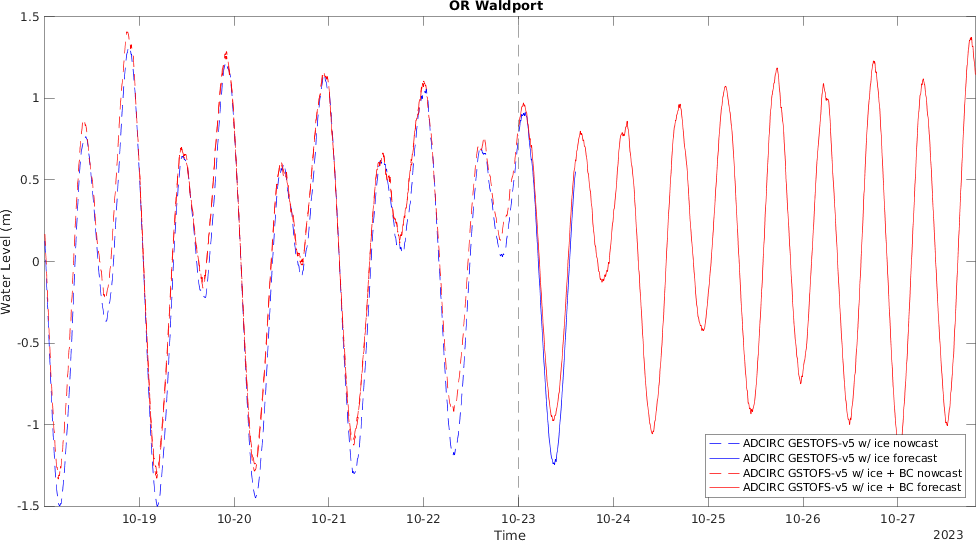 OR Waldport
1.5
1
0.5
0
-0.5
-1
-1.5
Water Level (m)
10-19 10-20 10-21 10-22 10-23 10-24 10-25 10-26 10-27
Time
2023
ADCIRC GESTOFS-v5 w/ ice nowcast
ADCIRC GESTOFS-v5 w/ ice forecast
ADCIRC GSTOFS-v5 w/ ice + BC nowcast
ADCIRC GSTOFS-v5 w/ ice + BC forecast